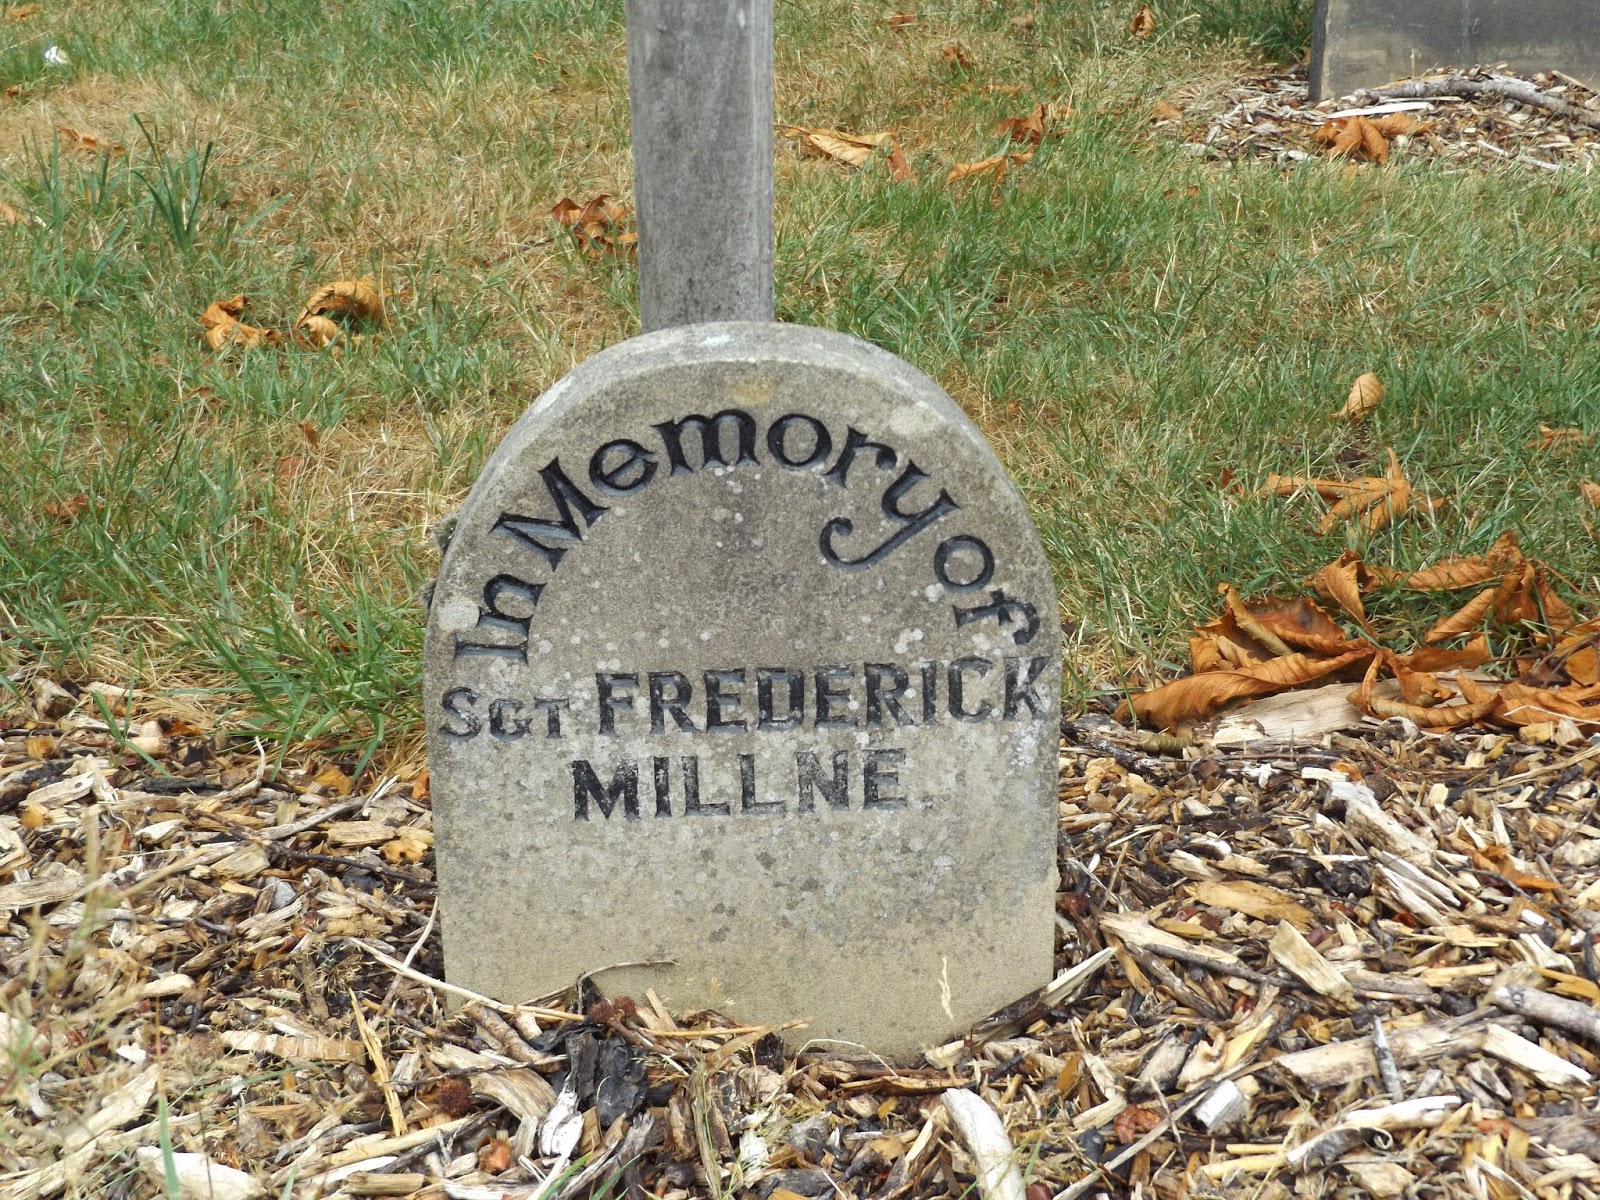 In Memory of
SGT FREDERICK
MILLNE